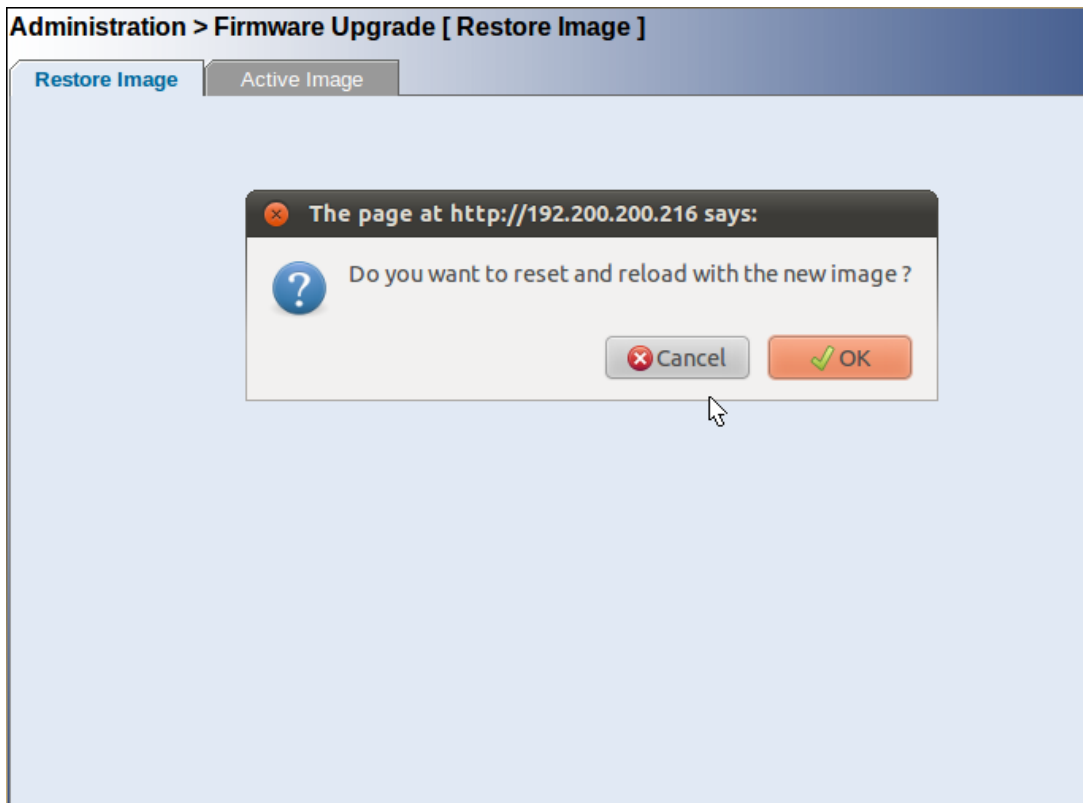 Administration > Firmware Upgrade [ Restore Image ]
Restore Image Active Image
The page at http://192.200.200.216 says:
Do you want to reset and reload with the new image ?
Cancel OK